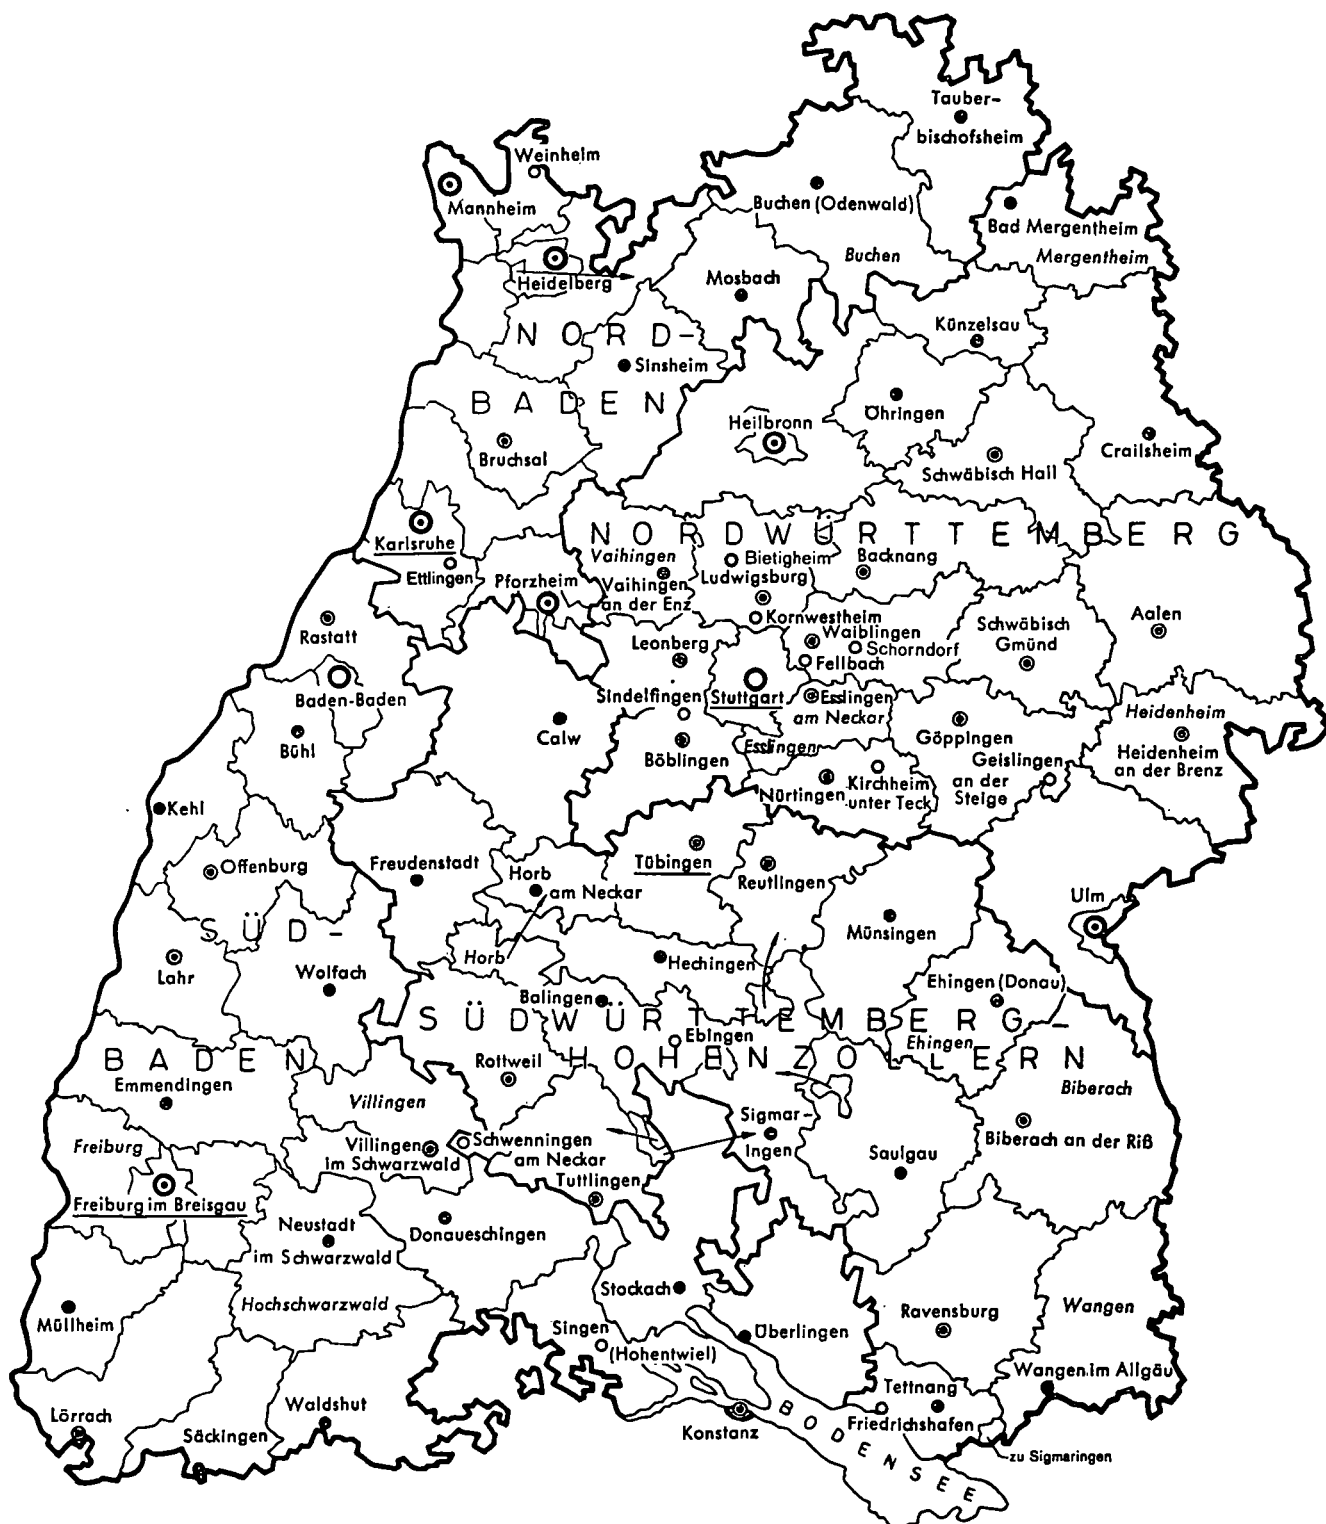 Tauber-
bischofsheim
Weinheim
Mannheim
Buchen (Odenwald)
Bad Mergentheim
Mergentheim
Buchen
Heidelberg
Mosbach
Künzelsau
NORD-
Sinsheim
BADEN
Öhringen
Heilbronn
Bruchsal
Schwäbisch Hall
Crailsheim
NORDWÜRTTEMBERG
Karlsruhe
Ettlingen
Pforzheim
Vaihingen
Vaihingen
an der Enz
Bietigheim
Ludwigsburg
Backnang
Kornwestheim
Rastatt
Leonberg
Waiblingen
Schorndorf
Fellbach
Schwäbisch
Gmünd
Aalen
Baden-Baden
Sindelfingen
Stuttgart
Esslingen
am Neckar
Heidenheim
Bühl
Calw
Böblingen
Esslingen
Göppingen
Heidenheim
an der Brenz
Geislingen
an der
Steige
Nürtingen
Kirchheim
unter Teck
Kehl
Offenburg
Freudenstadt
Horb
am Neckar
Tübingen
Reutlingen
Ulm
SÜD-
Münsingen
Lahr
Wolfach
Horb
Hechingen
Ehingen (Donau)
Balingen
SÜDWÜRTTEMBERG-
Ebingen
Ehingen
BADEN
HOHENZOLLERN
Emmendingen
Rottweil
Biberach
Villingen
Freiburg
Villingen
im Schwarzwald
Schwenningen
am Neckar
Sigmar-
ingen
Biberach an der Riß
Saulgau
Tuttlingen
Freiburg im Breisgau
Neustadt
im Schwarzwald
Donaueschingen
Hochschwarzwald
Stockach
Müllheim
Singen
(Hohentwiel)
Überlingen
Ravensburg
Wangen
Wangen im Allgäu
Tettnang
Friedrichshafen
Lörrach
Säckingen
Waldshut
Konstanz
BODENSEE
zu Sigmaringen